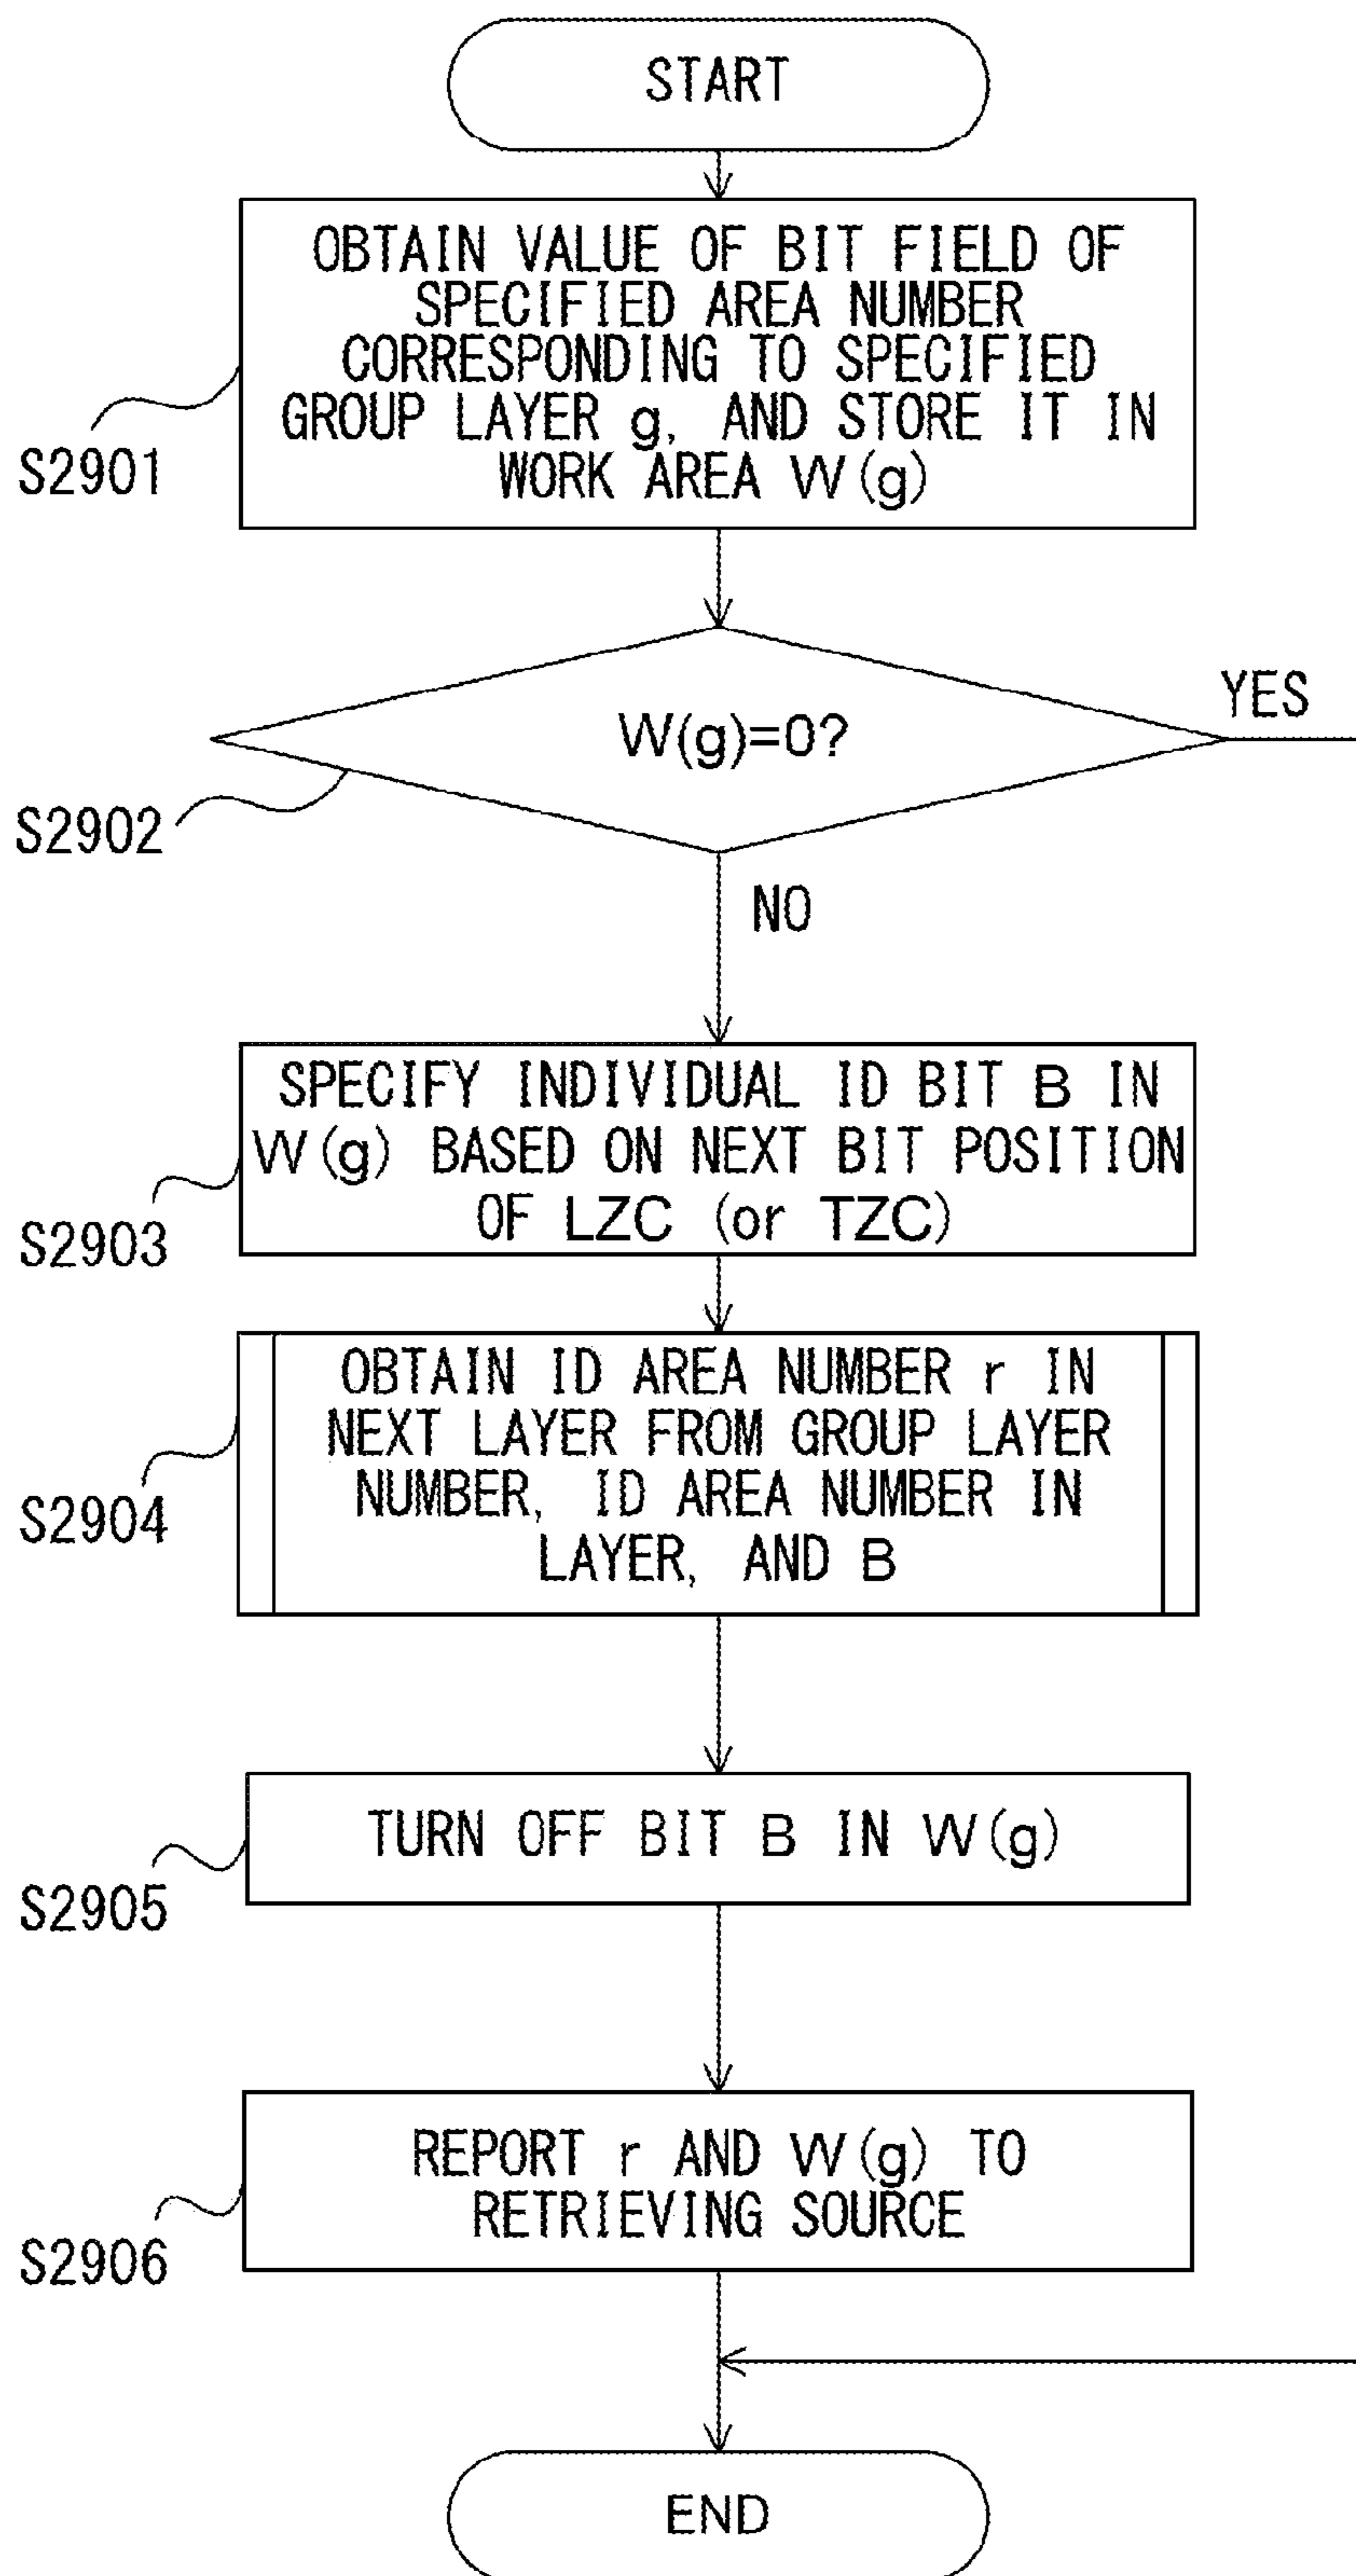 START
OBTAIN VALUE OF BIT FIELD OF
SPECIFIED AREA NUMBER
CORRESPONDING TO SPECIFIED
GROUP LAYER g, AND STORE IT IN
WORK AREA W(g)
S2901
W(g)=0?
YES
S2902
NO
SPECIFY INDIVIDUAL ID BIT B IN
W(g) BASED ON NEXT BIT POSITION
OF LZC (or TZC)
S2903
OBTAIN ID AREA NUMBER r IN
NEXT LAYER FROM GROUP LAYER
NUMBER, ID AREA NUMBER IN
LAYER, AND B
S2904
TURN OFF BIT B IN W(g)
S2905
REPORT r AND W(g) TO
RETRIEVING SOURCE
S2906
END